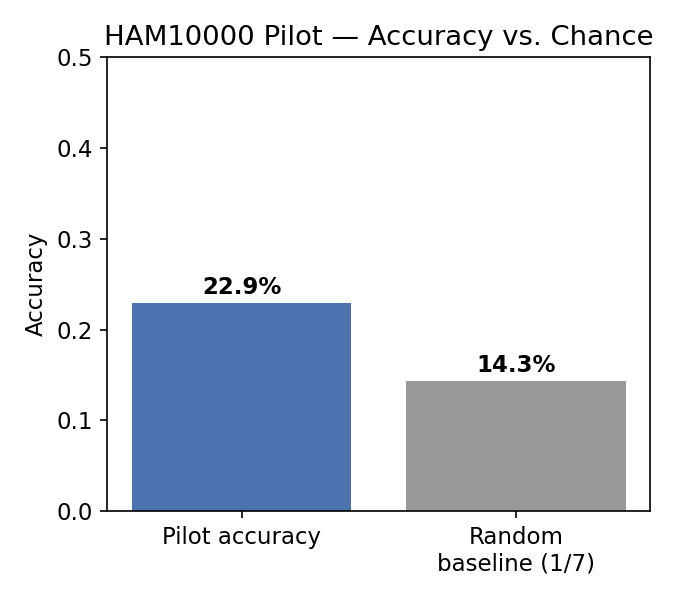 HAM10000 Pilot — Accuracy vs. Chance
0.5
0.4
0.3
0.2
0.1
0.0
Accuracy
22.9%
14.3%
Pilot accuracy
Random
baseline (1/7)